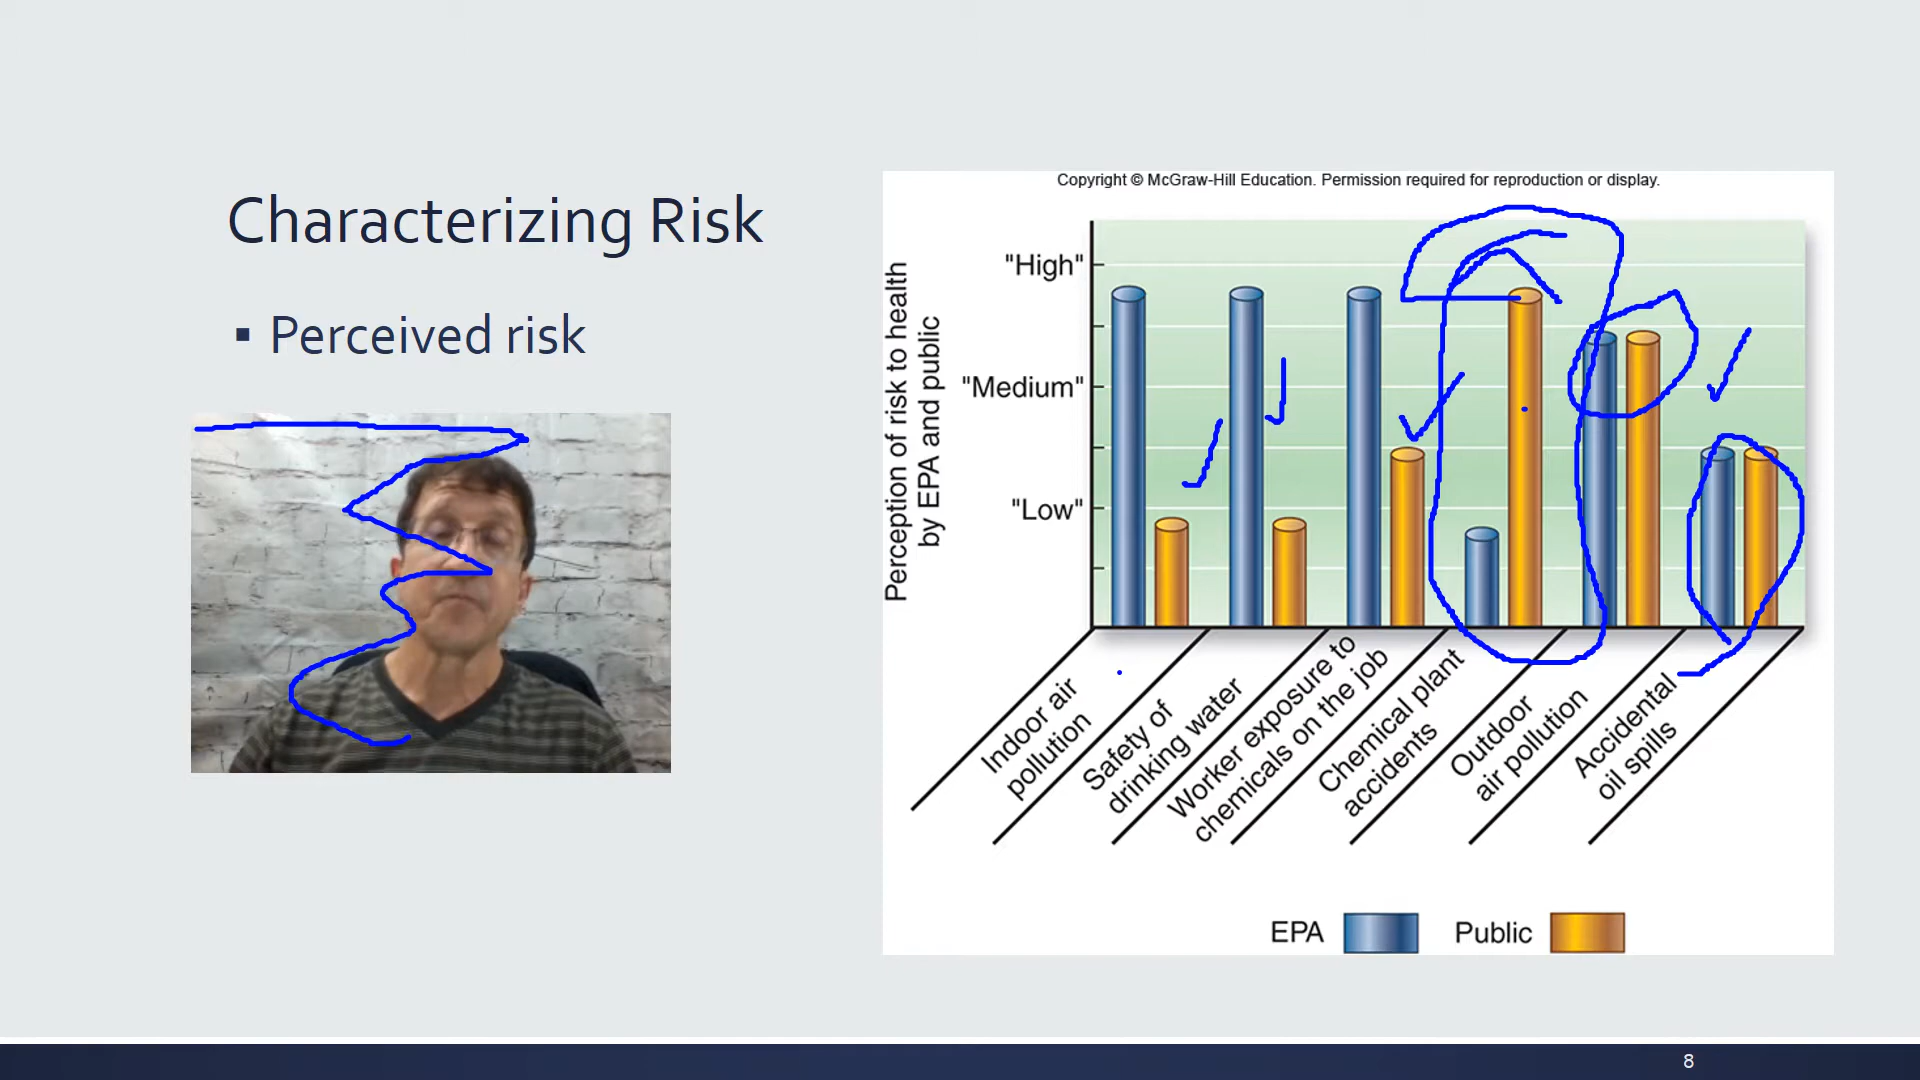 Characterizing Risk
▪ Perceived risk
Copyright © McGraw-Hill Education. Permission required for reproduction or display.
Perception of risk to health
by EPA and public
"High"
"Medium"
"Low"
Indoor air
pollution
Safety of
drinking water
Worker exposure to
chemicals on the job
Chemical plant
accidents
Outdoor
air pollution
Accidental
oil spills
EPA
Public
8